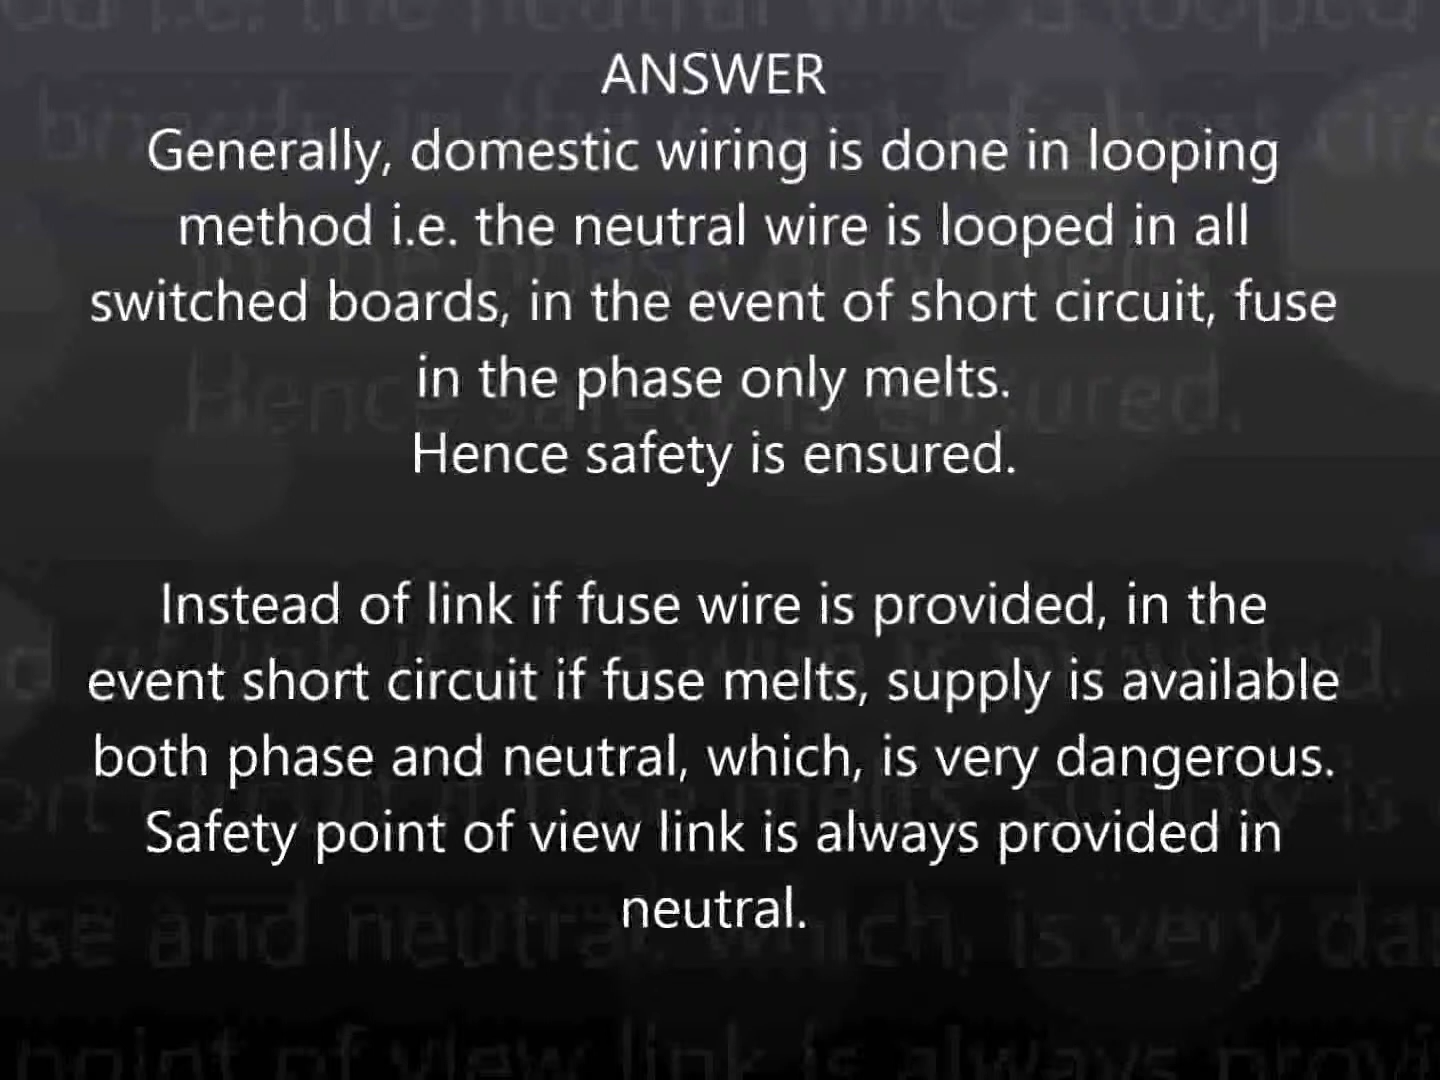 ANSWER
Generally, domestic wiring is done in looping
method i.e. the neutral wire is looped in all
switched boards, in the event of short circuit, fuse
in the phase only melts.
Hence safety is ensured.
Instead of link if fuse wire is provided, in the
event short circuit if fuse melts, supply is available
both phase and neutral, which, is very dangerous.
Safety point of view link is always provided in
neutral.